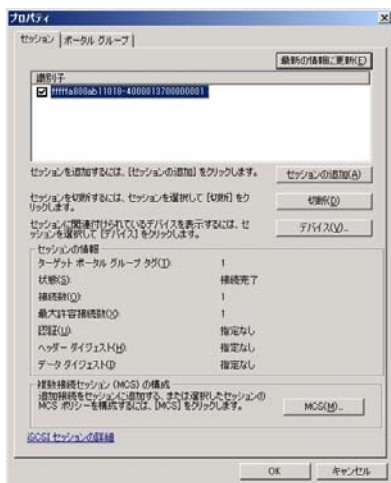 プロパティ
セッション
ポータル グループ
最新の情報に更新(E)
識別子
fffffa800ab11010-4000013700000001
セッションを追加するには、[セッションの追加] をクリックします。
セッションの追加(A)
セッションを切断するには、セッションを選択して [切断] をク
リックします。
切断(D)
セッションに関連付けられているデバイスを表示するには、セ
ッションを選択して [デバイス] をクリックします。
デバイス(V)...
セッションの情報
ターゲット ポータル グループ タグ(T):
1
状態(S):
接続完了
接続数(O):
1
最大許容接続数(X):
1
認証(U):
指定なし
ヘッダー ダイジェスト(H):
指定なし
データ ダイジェスト(I):
指定なし
複数接続セッション (MCS) の構成
追加接続をセッションに追加する、または選択したセッションの
MCS ポリシーを構成するには、[MCS] をクリックします。
MCS(M)...
iSCSI セッションの詳細
OK
キャンセル